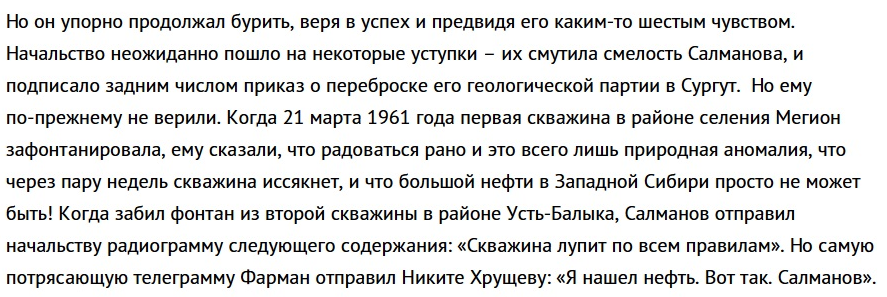 Но он упорно продолжал бурить, веря в успех и предвидя его каким-то шестым чувством.
Начальство неожиданно пошло на некоторые уступки – их смутила смелость Салманова, и
подписало задним числом приказ о переброске его геологической партии в Сургут.  Но ему
по-прежнему не верили. Когда 21 марта 1961 года первая скважина в районе селения Мегион
зафонтанировала, ему сказали, что радоваться рано и это всего лишь природная аномалия, что
через пару недель скважина иссякнет, и что большой нефти в Западной Сибири просто не может
быть! Когда забил фонтан из второй скважины в районе Усть-Балыка, Салманов отправил
начальству радиограмму следующего содержания: «Скважина лупит по всем правилам». Но самую
потрясающую телеграмму Фарман отправил Никите Хрущеву: «Я нашел нефть. Вот так. Салманов».